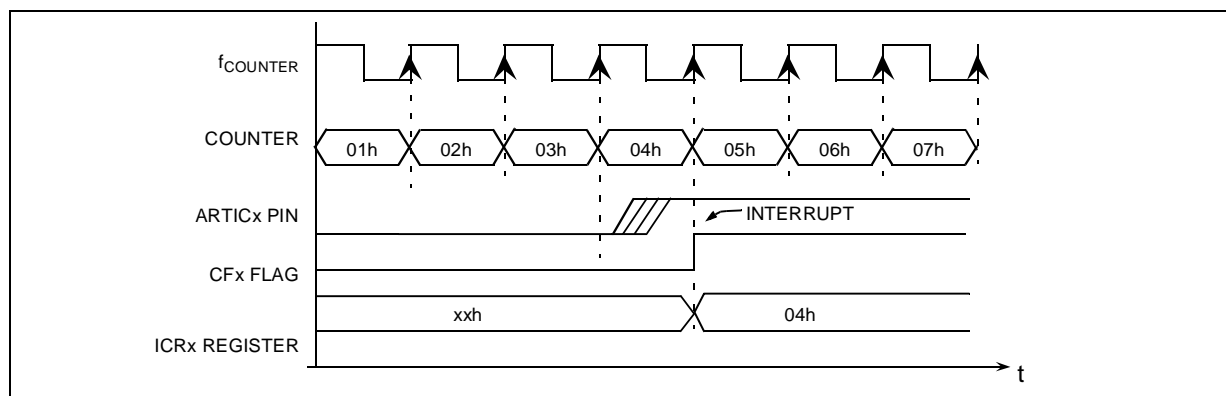 fCOUNTER
COUNTER
01h 02h 03h 04h 05h 06h 07h
ARTICx PIN
INTERRUPT
CFx FLAG
xxh 04h
ICRx REGISTER
t